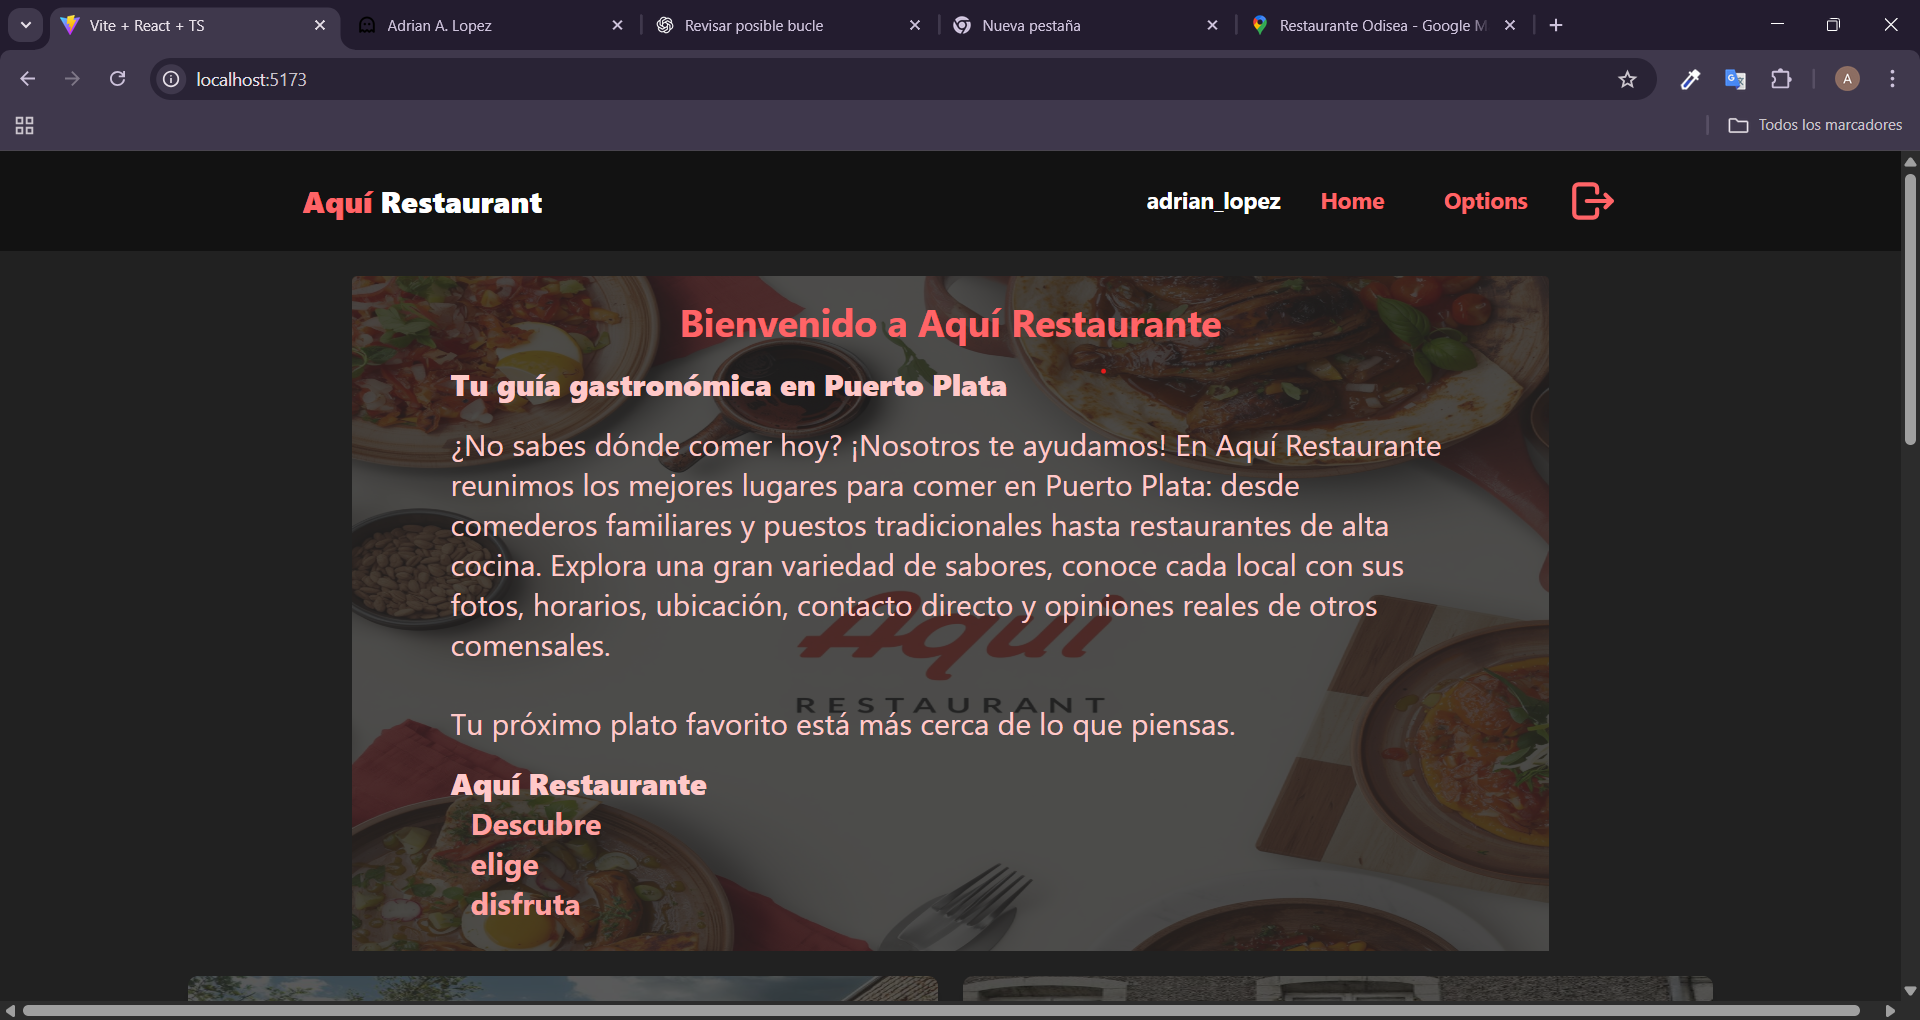 Vite + React + TS
Adrian A. Lopez
Revisar posible bucle
Nueva pestaña
Restaurante Odisea - Google M
localhost:5173
A
Todos los marcadores
Aquí Restaurant
adrian_lopez
Home
Options
Bienvenido a Aquí Restaurante
Tu guía gastronómica en Puerto Plata
¿No sabes dónde comer hoy? ¡Nosotros te ayudamos! En Aquí Restaurante
reunimos los mejores lugares para comer en Puerto Plata: desde
comederos familiares y puestos tradicionales hasta restaurantes de alta
cocina. Explora una gran variedad de sabores, conoce cada local con sus
fotos, horarios, ubicación, contacto directo y opiniones reales de otros
comensales.
Aquí
RESTAURANT
Tu próximo plato favorito está más cerca de lo que piensas.
Aquí Restaurante
Descubre
elige
disfruta